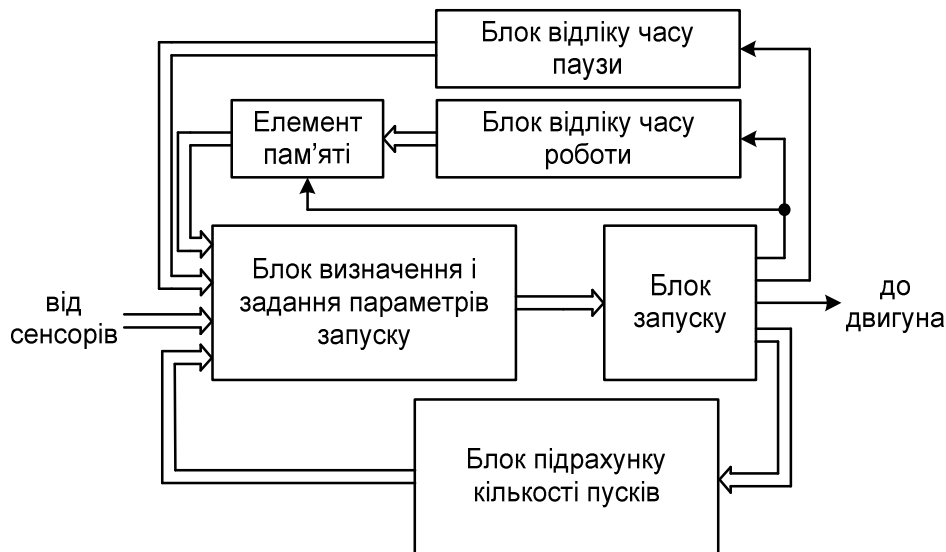 Блок відліку часу
паузи
Елемент
пам’яті
Блок відліку часу
роботи
від
сенсорів
Блок визначення і
задання параметрів
запуску
Блок
запуску
до
двигуна
Блок підрахунку
кількості пусків